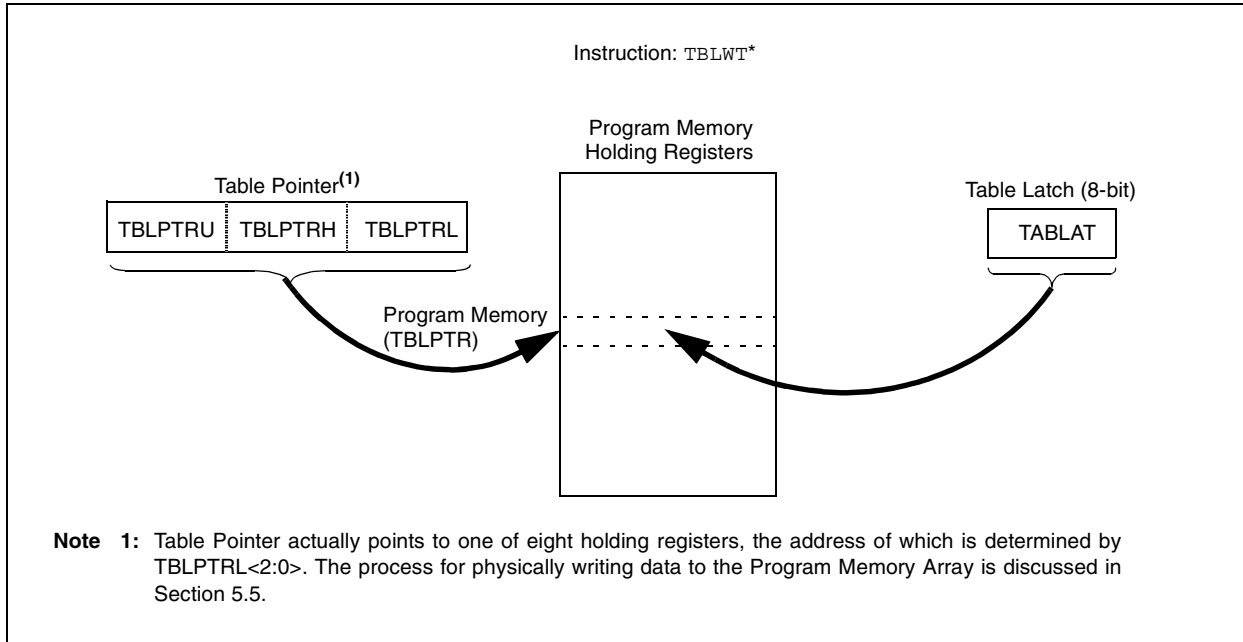 Instruction: TBLWT*
Program Memory
Holding Registers
Table Pointer(1)
Table Latch (8-bit)
TBLPTRU TBLPTRH TBLPTRL
TABLAT
Program Memory
(TBLPTR)
Note 1: Table Pointer actually points to one of eight holding registers, the address of which is determined by
TBLPTRL<2:0>. The process for physically writing data to the Program Memory Array is discussed in
Section 5.5.